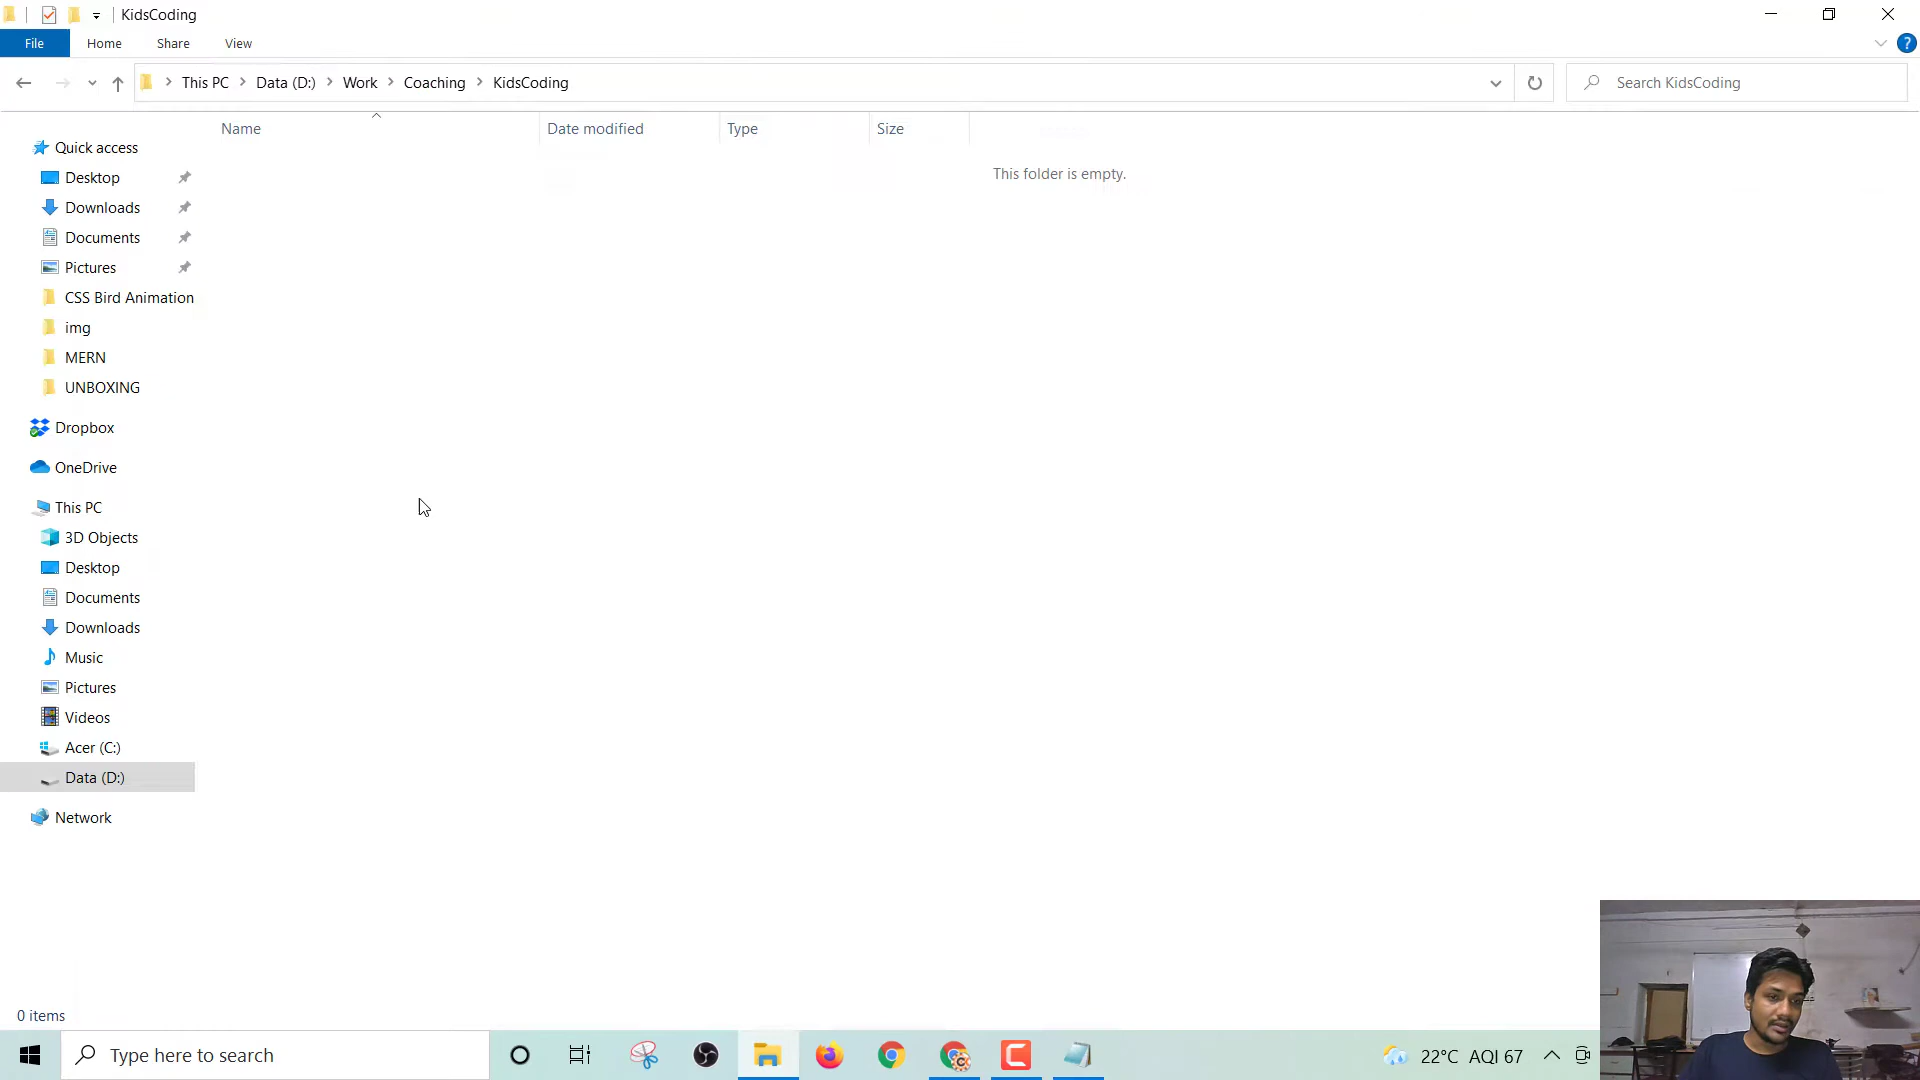 KidsCoding
File Home Share View
?
This PC Data (D:) Work Coaching KidsCoding
Search KidsCoding
Name Date modified Type Size
This folder is empty.
Quick access
Desktop
Downloads
Documents
Pictures
CSS Bird Animation
img
MERN
UNBOXING
Dropbox
OneDrive
This PC
3D Objects
Desktop
Documents
Downloads
Music
Pictures
Videos
Acer (C:)
Data (D:)
Network
0 items
Type here to search
22°C AQI 67